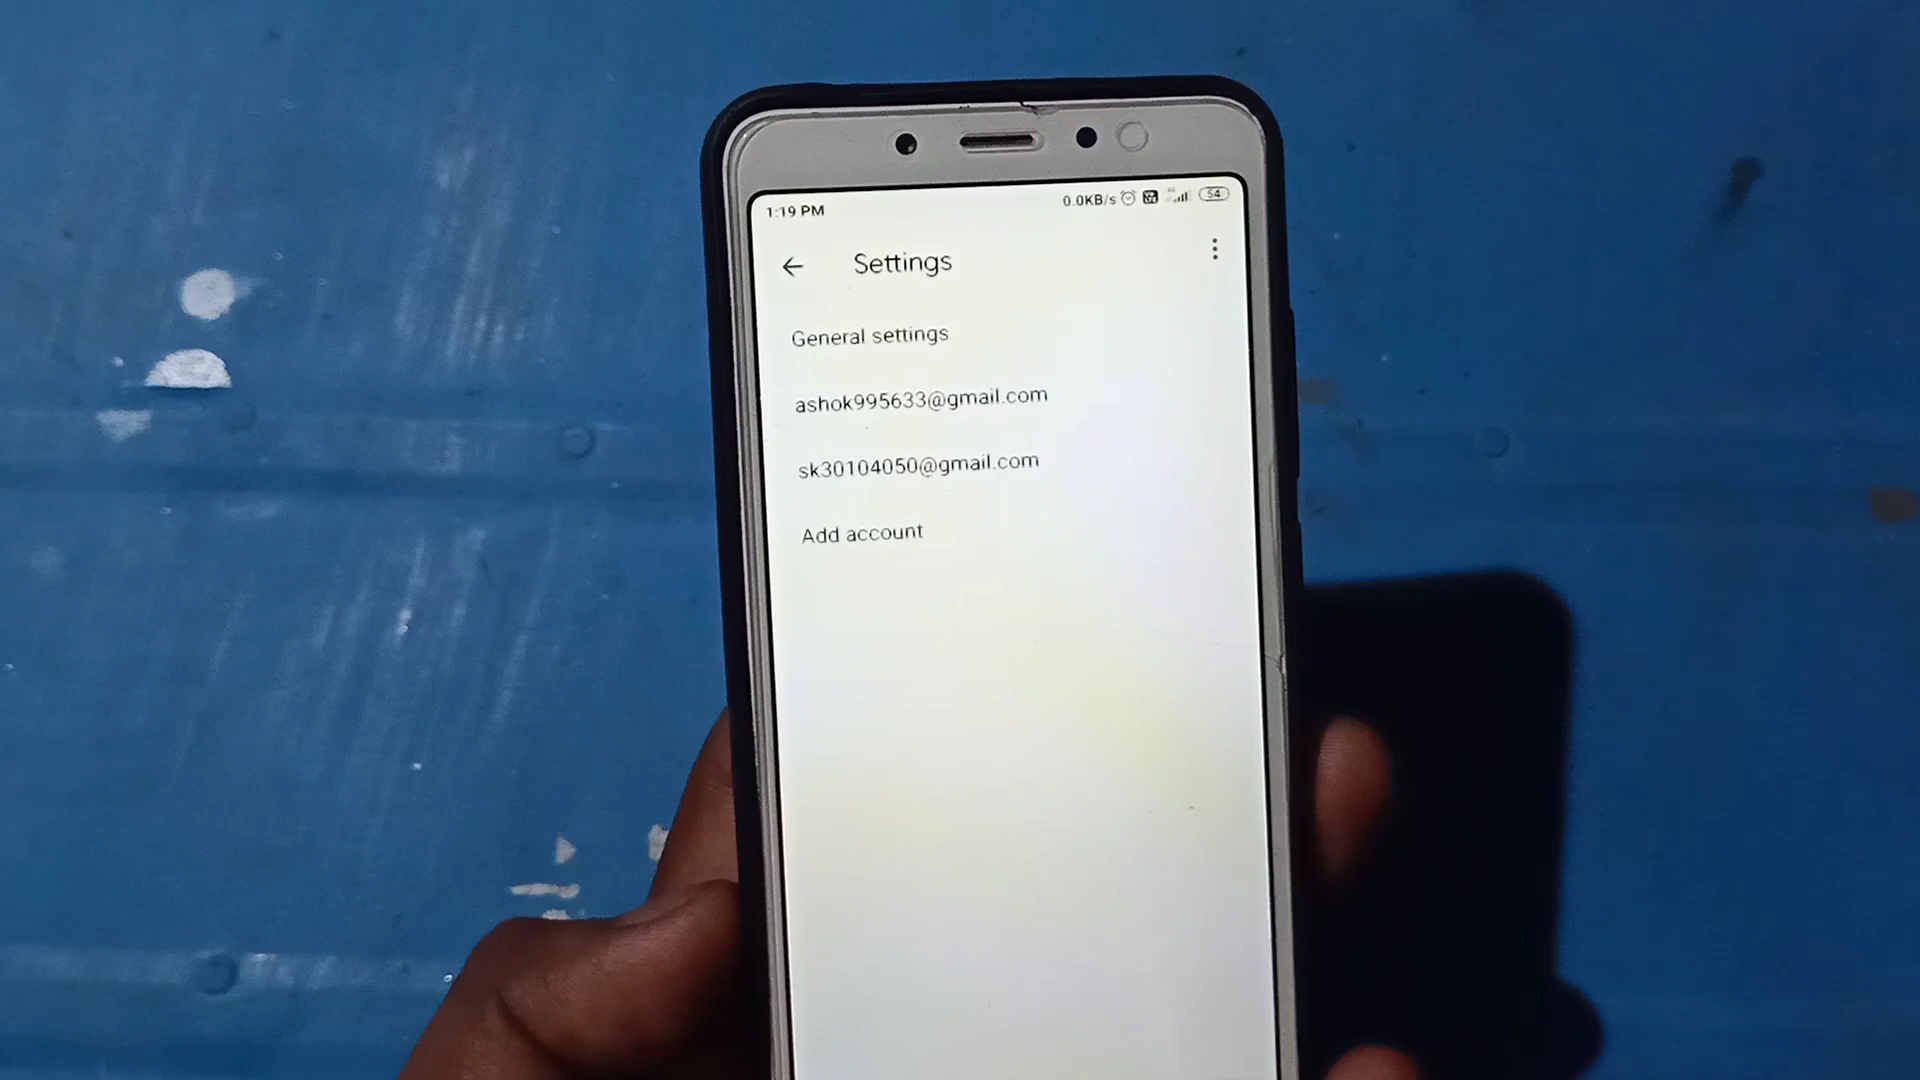 1:19 PM 0.0KB/s 54
Settings
General settings
ashok995633@gmail.com
sk30104050@gmail.com
Add account